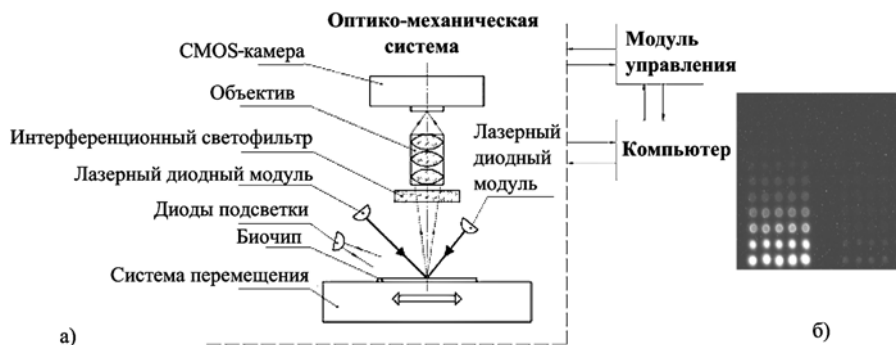 Оптико-механическая
система
CMOS-камера
Объектив
Интерференционный светофильтр
Лазерный диодный модуль
Диоды подсветки
Биочип
Система перемещения
Лазерный
диодный
модуль
Модуль
управления
Компьютер
а)
б)